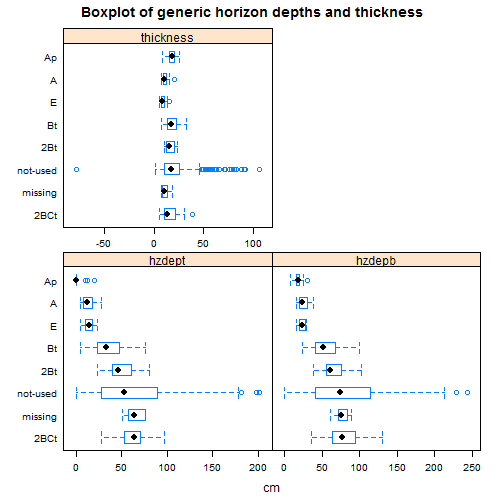 Boxplot of generic horizon depths and thickness
thickness
Ap
A
E
Bt
2Bt
not-used
missing
2BCt
-50 0 50 100
hzdept hzdepb
Ap
A
E
Bt
2Bt
not-used
missing
2BCt
0 50 100 150 200 0 50 100 150 200 250
cm